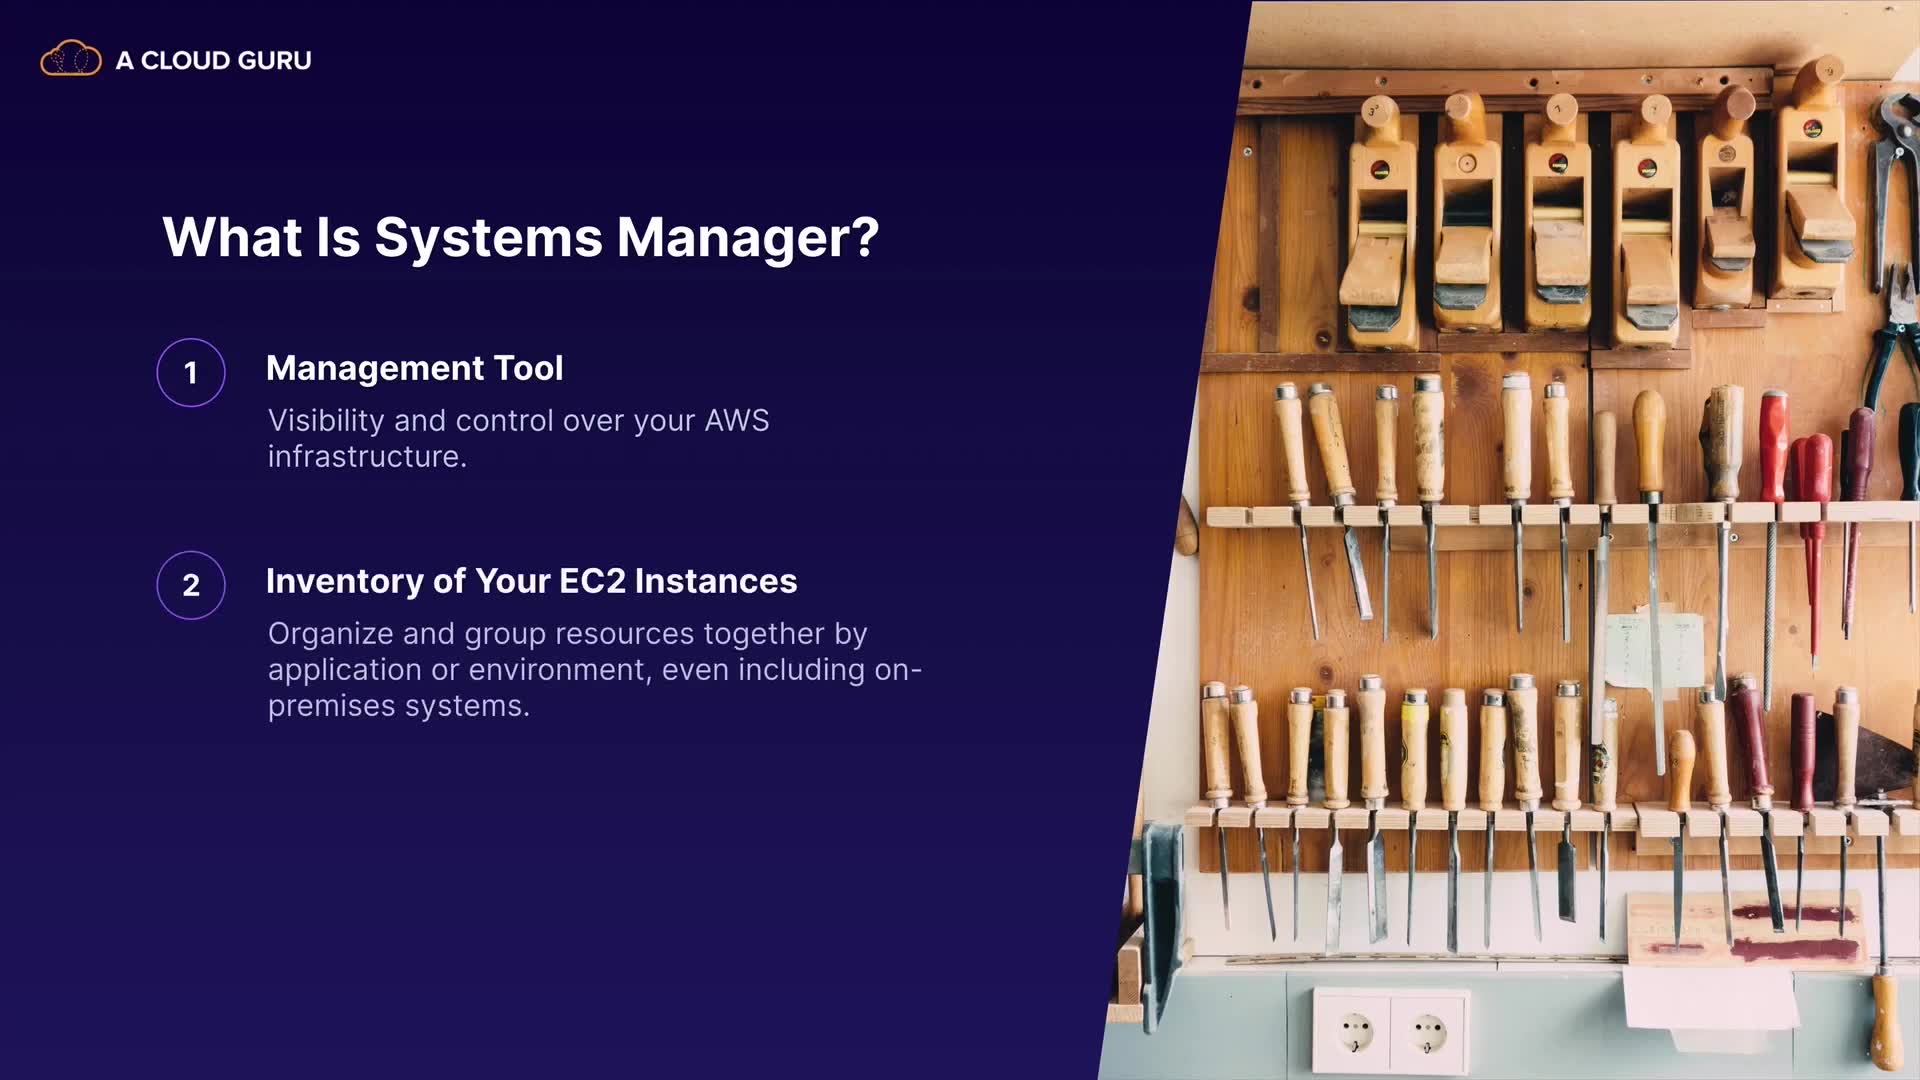 A CLOUD GURU
What Is Systems Manager?
1
Management Tool
Visibility and control over your AWS
infrastructure.
2
Inventory of Your EC2 Instances
Organize and group resources together by
application or environment, even including on-
premises systems.